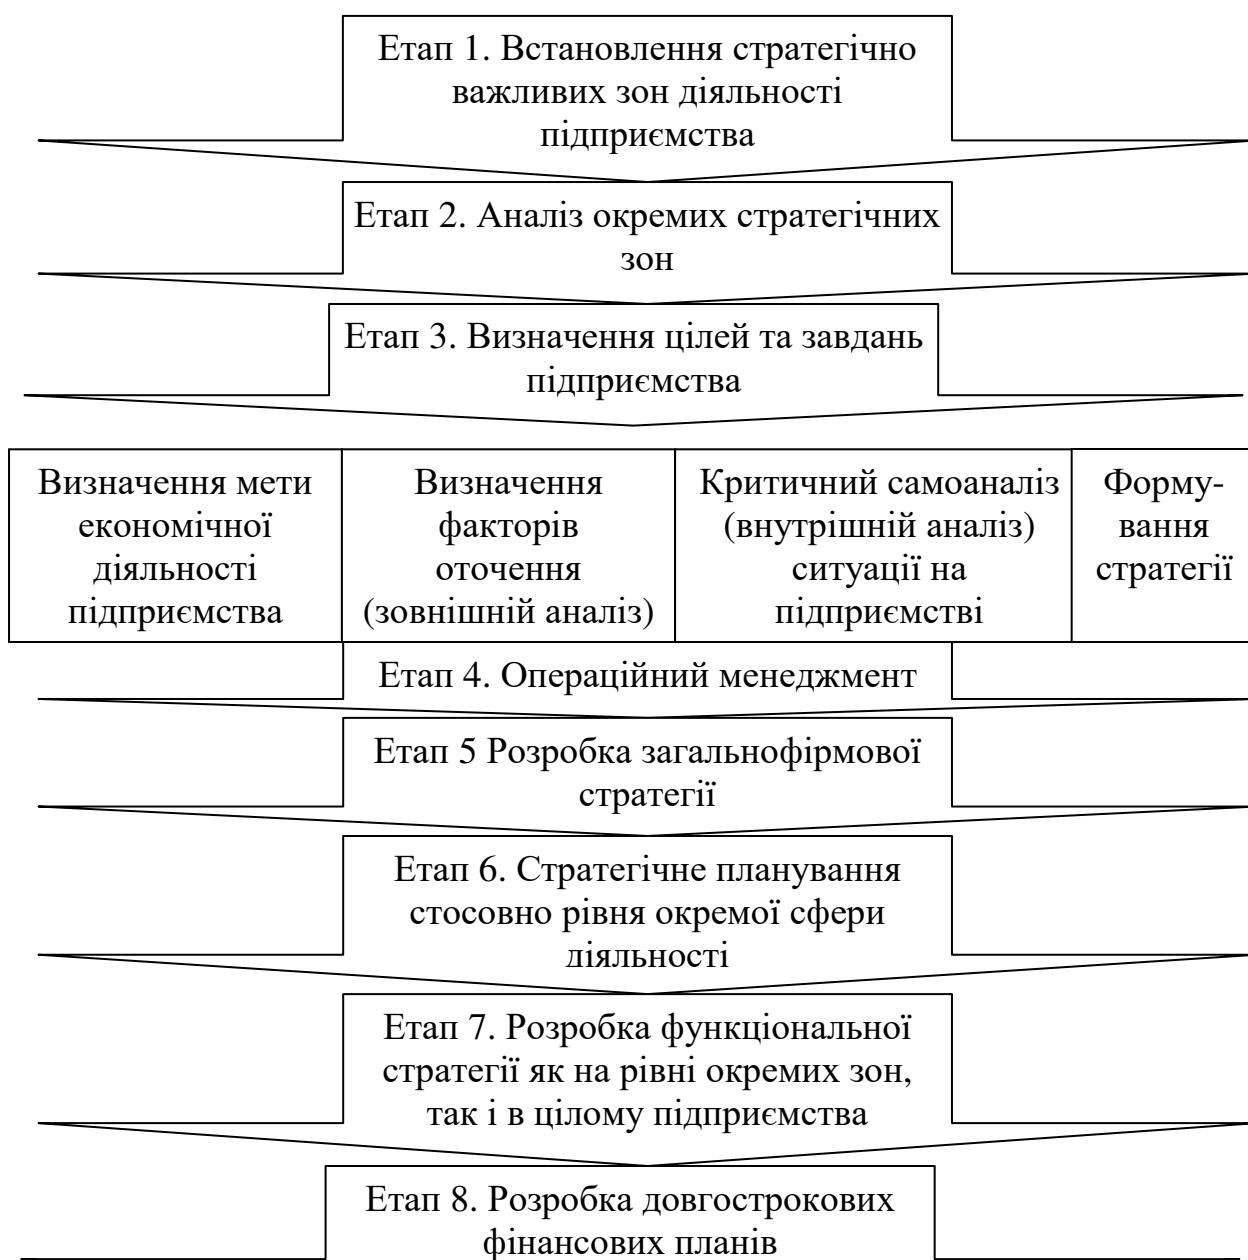 Етап 1. Встановлення стратегічно
важливих зон діяльності
підприємства
Етап 2. Аналіз окремих стратегічних
зон
Етап 3. Визначення цілей та завдань
підприємства
Визначення мети
економічної
діяльності
підприємства
Визначення
факторів
оточення
(зовнішній аналіз)
Критичний самоаналіз
(внутрішній аналіз)
ситуації на
підприємстві
Форму-
вання
стратегії
Етап 4. Операційний менеджмент
Етап 5 Розробка загальнофірмової
стратегії
Етап 6. Стратегічне планування
стосовно рівня окремої сфери
діяльності
Етап 7. Розробка функціональної
стратегії як на рівні окремих зон,
так і в цілому підприємства
Етап 8. Розробка довгострокових
фінансових планів